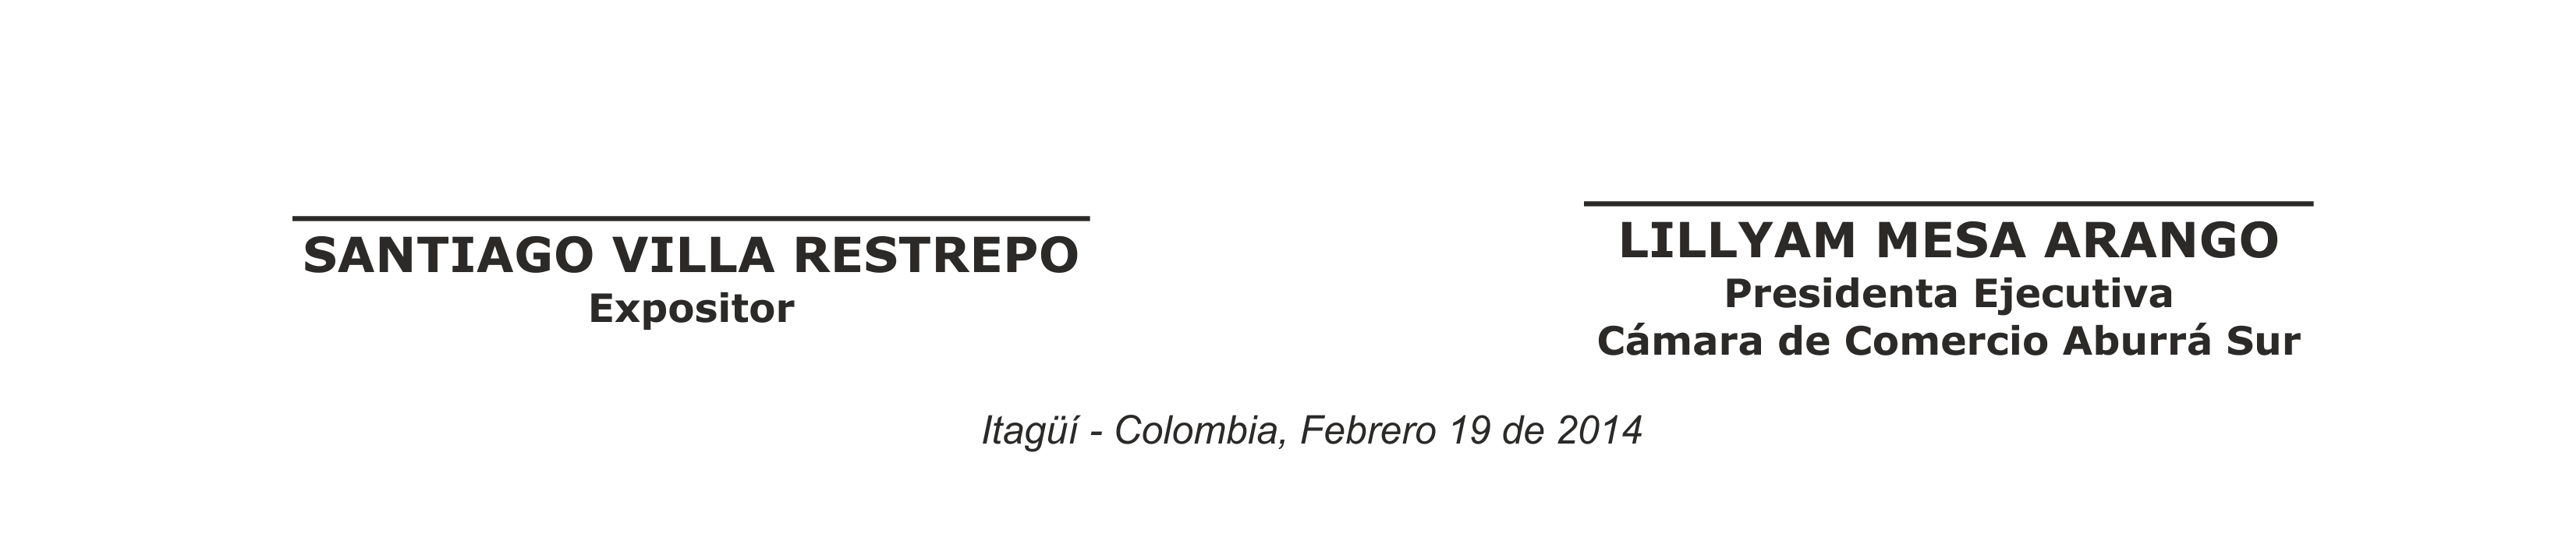 SANTIAGO VILLA RESTREPO
Expositor
LILLYAM MESA ARANGO
Presidenta Ejecutiva
Cámara de Comercio Aburrá Sur
Itagüí - Colombia, Febrero 19 de 2014